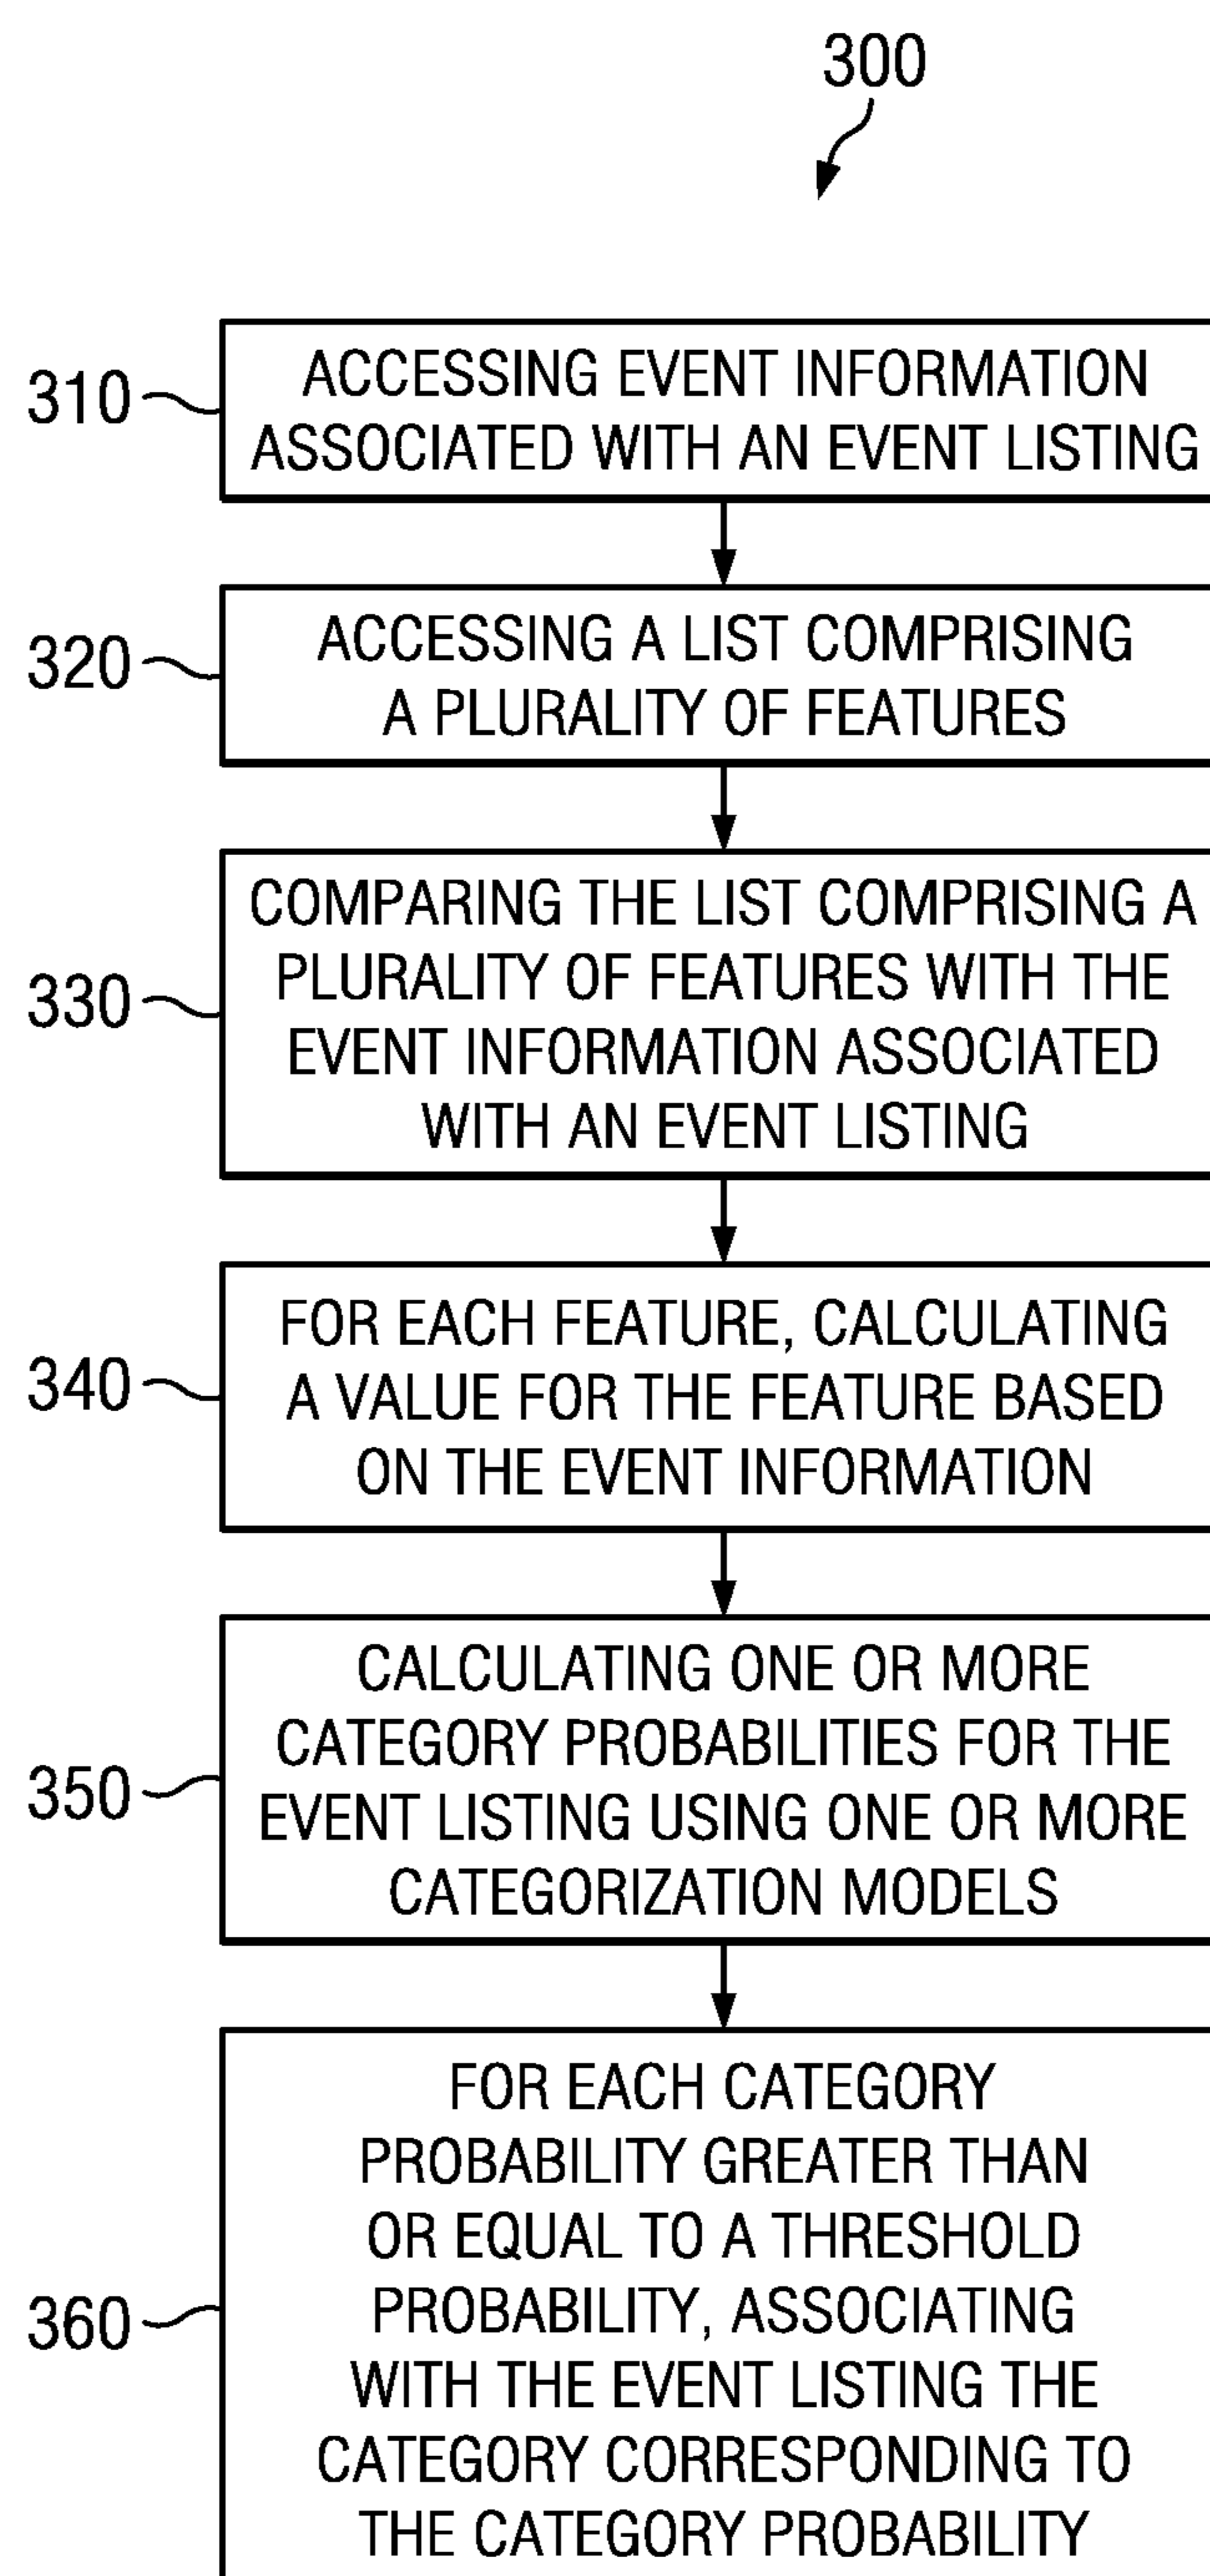 300
310
ACCESSING EVENT INFORMATION
ASSOCIATED WITH AN EVENT LISTING
320
ACCESSING A LIST COMPRISING
A PLURALITY OF FEATURES
330
COMPARING THE LIST COMPRISING A
PLURALITY OF FEATURES WITH THE
EVENT INFORMATION ASSOCIATED
WITH AN EVENT LISTING
340
FOR EACH FEATURE, CALCULATING
A VALUE FOR THE FEATURE BASED
ON THE EVENT INFORMATION
350
CALCULATING ONE OR MORE
CATEGORY PROBABILITIES FOR THE
EVENT LISTING USING ONE OR MORE
CATEGORIZATION MODELS
360
FOR EACH CATEGORY
PROBABILITY GREATER THAN
OR EQUAL TO A THRESHOLD
PROBABILITY, ASSOCIATING
WITH THE EVENT LISTING THE
CATEGORY CORRESPONDING TO
THE CATEGORY PROBABILITY